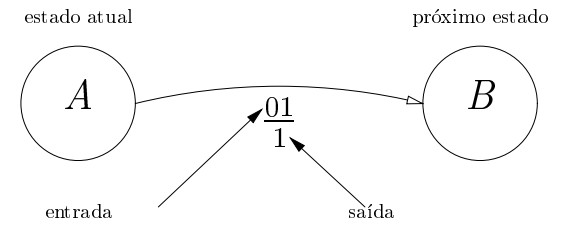 estado atual
próximo estado
A
B
01
1
entrada
saída